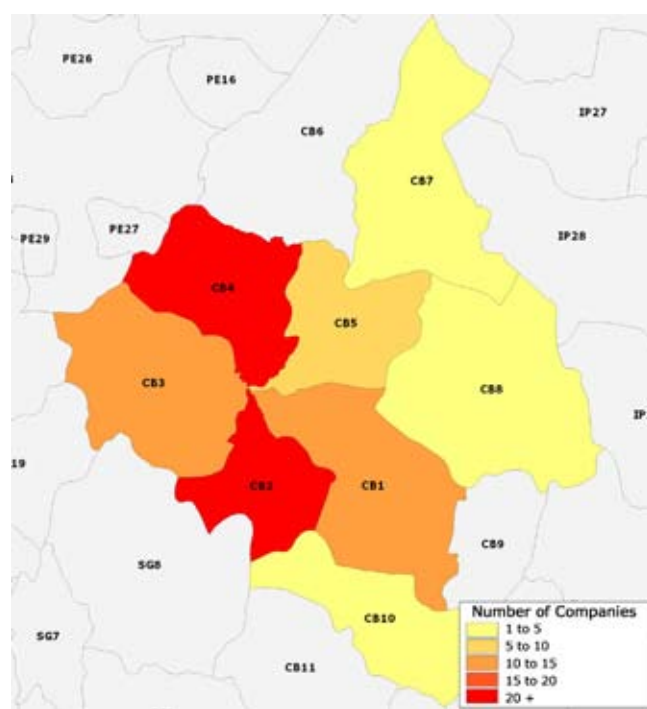 PE26
PE16
IP27
CB6
CB7
PE27
PE29
IP28
CB4
CB5
CB3
CB8
19
CB2
CB1
CB9
SG8
CB10
SG7
CB11
Number of Companies
1 to 5
5 to 10
10 to 15
15 to 20
20 +